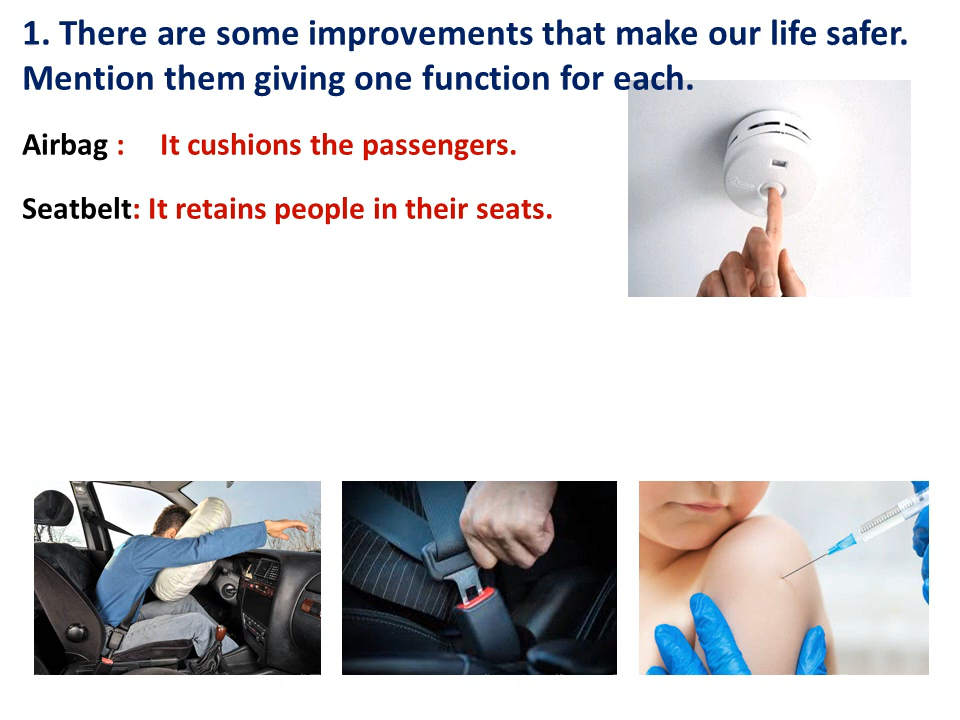 1. There are some improvements that make our life safer.
Mention them giving one function for each.
Airbag : It cushions the passengers.
Seatbelt: It retains people in their seats.